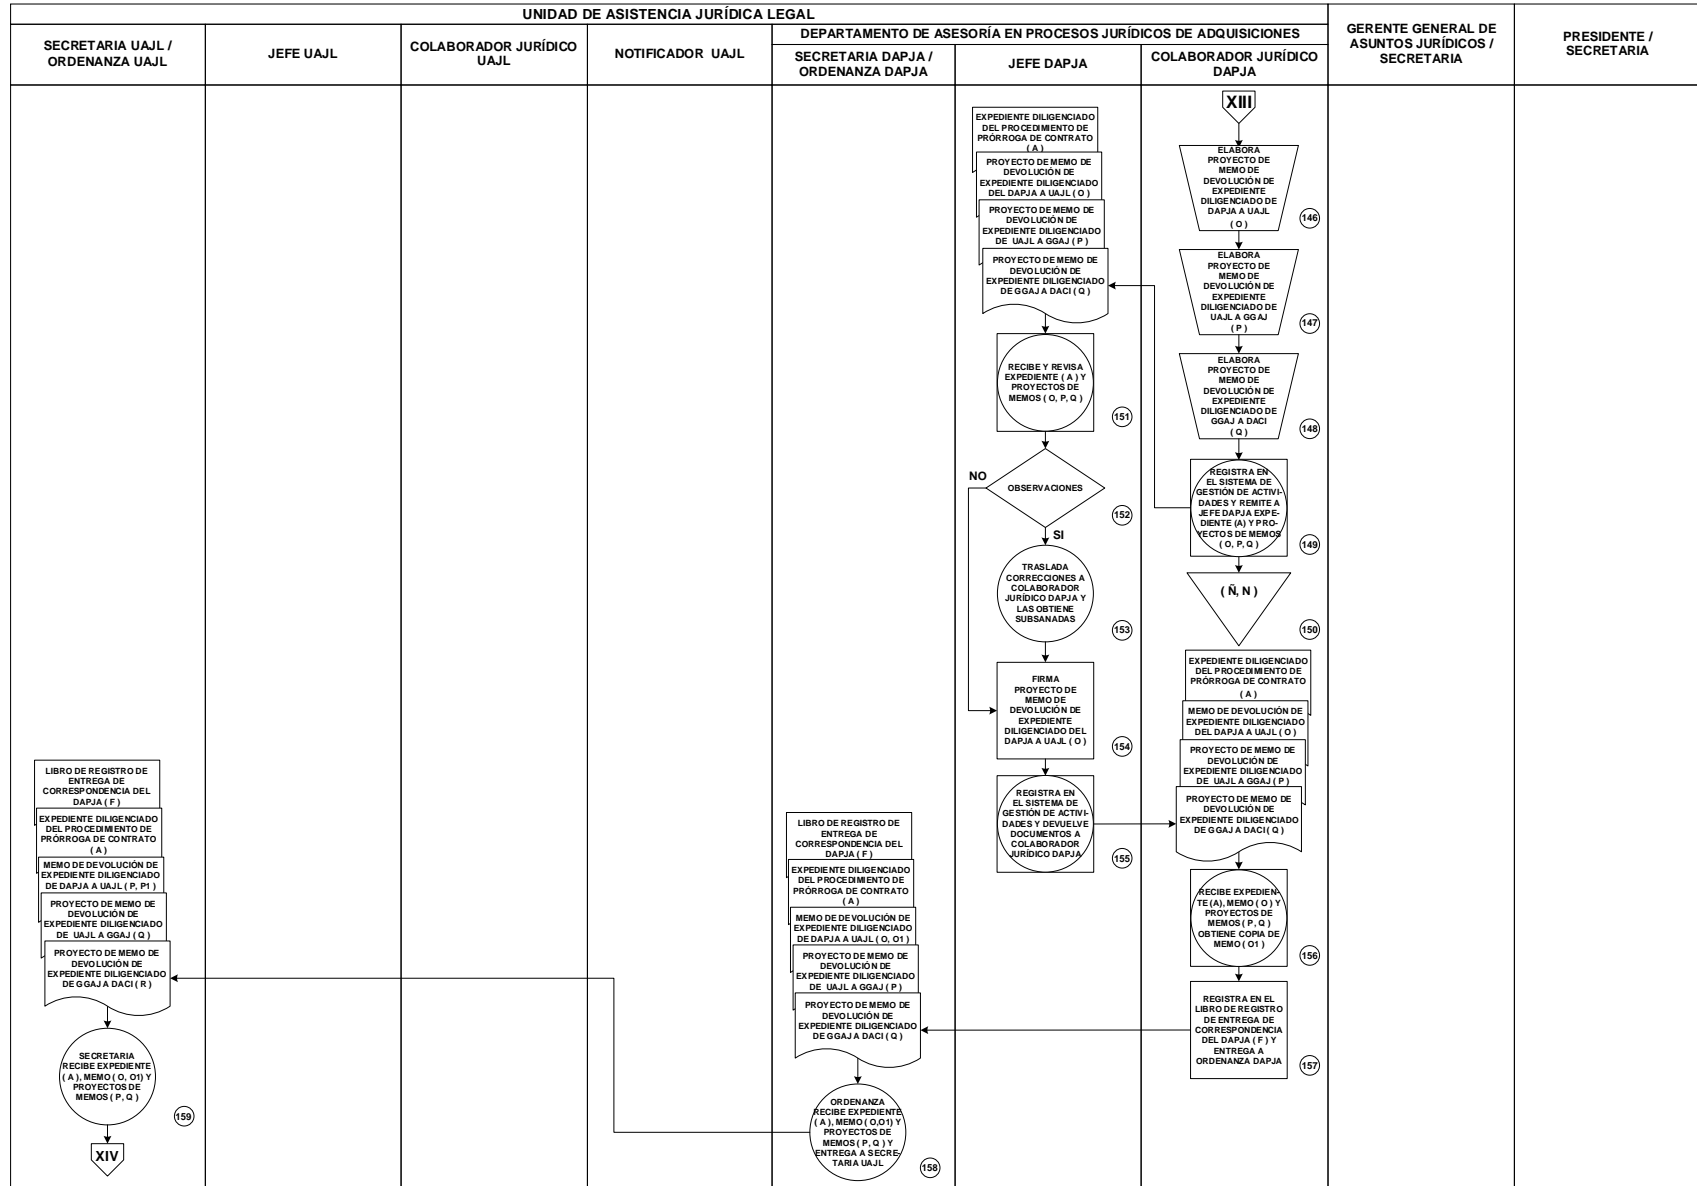 UNIDAD DE ASISTENCIA JURÍDICA LEGAL
GERENTE GENERAL DE
ASUNTOS JURÍDICOS /
SECRETARIA
PRESIDENTE /
SECRETARIA
SECRETARIA UAJL /
ORDENANZA UAJL
JEFE UAJL
COLABORADOR JURÍDICO
UAJL
NOTIFICADOR UAJL
DEPARTAMENTO DE ASESORÍA EN PROCESOS JURÍDICOS DE ADQUISICIONES
SECRETARIA DAPJA /
ORDENANZA DAPJA
JEFE DAPJA
COLABORADOR JURÍDICO
DAPJA
XIII
ELABORA
PROYECTO DE
MEMO DE
DEVOLUCIÓN DE
EXPEDIENTE
DILIGENCIADO DE
DAPJA A UAJL
( O )
146
ELABORA
PROYECTO DE
MEMO DE
DEVOLUCIÓN DE
EXPEDIENTE
DILIGENCIADO DE
UAJL A GGAJ
( P )
147
ELABORA
PROYECTO DE
MEMO DE
DEVOLUCIÓN DE
EXPEDIENTE
DILIGENCIADO DE
GGAJ A DACI
( Q )
148
REGISTRA EN
EL SISTEMA DE
GESTIÓN DE ACTIVI-
DADES Y REMITE A
JEFE DAPJA EXPE-
DIENTE (A) Y PRO-
YECTOS DE MEMOS
( O, P, Q )
149
( Ñ, N )
150
EXPEDIENTE DILIGENCIADO
DEL PROCEDIMIENTO DE
PRÓRROGA DE CONTRATO
( A )
PROYECTO DE MEMO DE
DEVOLUCIÓN DE
EXPEDIENTE DILIGENCIADO
DEL DAPJA A UAJL ( O )
PROYECTO DE MEMO DE
DEVOLUCIÓN DE
EXPEDIENTE DILIGENCIADO
DE UAJL A GGAJ ( P )
PROYECTO DE MEMO DE
DEVOLUCIÓN DE
EXPEDIENTE DILIGENCIADO
DE GGAJ A DACI ( Q )
RECIBE Y REVISA
EXPEDIENTE ( A ) Y
PROYECTOS DE
MEMOS ( O, P, Q )
151
NO
OBSERVACIONES
152
SI
TRASLADA
CORRECCIONES A
COLABORADOR
JURÍDICO DAPJA Y
LAS OBTIENE
SUBSANADAS
153
FIRMA
PROYECTO DE
MEMO DE
DEVOLUCIÓN DE
EXPEDIENTE
DILIGENCIADO DEL
DAPJA A UAJL ( O )
154
REGISTRA EN
EL SISTEMA DE
GESTIÓN DE ACTIVI-
DADES Y DEVUELVE
DOCUMENTOS A
COLABORADOR
JURÍDICO DAPJA
155
EXPEDIENTE DILIGENCIADO
DEL PROCEDIMIENTO DE
PRÓRROGA DE CONTRATO
( A )
MEMO DE DEVOLUCIÓN DE
EXPEDIENTE DILIGENCIADO
DEL DAPJA A UAJL ( O )
PROYECTO DE MEMO DE
DEVOLUCIÓN DE
EXPEDIENTE DILIGENCIADO
DE UAJL A GGAJ ( P )
PROYECTO DE MEMO DE
DEVOLUCIÓN DE
EXPEDIENTE DILIGENCIADO
DE GGAJ A DACI ( Q )
RECIBE EXPEDIEN-
TE (A), MEMO ( O ) Y
PROYECTOS DE
MEMOS ( P, Q )
OBTIENE COPIA DE
MEMO ( O1 )
156
REGISTRA EN EL
LIBRO DE REGISTRO
DE ENTREGA DE
CORRESPONDENCIA
DEL DAPJA ( F ) Y
ENTREGA A
ORDENANZA DAPJA
157
LIBRO DE REGISTRO DE
ENTREGA DE
CORRESPONDENCIA DEL
DAPJA ( F )
EXPEDIENTE DILIGENCIADO
DEL PROCEDIMIENTO DE
PRÓRROGA DE CONTRATO
( A )
MEMO DE DEVOLUCIÓN DE
EXPEDIENTE DILIGENCIADO
DE DAPJA A UAJL ( O, O1 )
PROYECTO DE MEMO DE
DEVOLUCIÓN DE
EXPEDIENTE DILIGENCIADO
DE UAJL A GGAJ ( P )
PROYECTO DE MEMO DE
DEVOLUCIÓN DE
EXPEDIENTE DILIGENCIADO
DE GGAJ A DACI ( Q )
ORDENANZA
RECIBE EXPEDIENTE
( A ), MEMO ( O,O1) Y
PROYECTOS DE
MEMOS ( P, Q ) Y
ENTREGA A SECRE-
TARIA UAJL
158
LIBRO DE REGISTRO DE
ENTREGA DE
CORRESPONDENCIA DEL
DAPJA ( F )
EXPEDIENTE DILIGENCIADO
DEL PROCEDIMIENTO DE
PRÓRROGA DE CONTRATO
( A )
MEMO DE DEVOLUCIÓN DE
EXPEDIENTE DILIGENCIADO
DE DAPJA A UAJL ( P, P1 )
PROYECTO DE MEMO DE
DEVOLUCIÓN DE
EXPEDIENTE DILIGENCIADO
DE UAJL A GGAJ ( Q )
PROYECTO DE MEMO DE
DEVOLUCIÓN DE
EXPEDIENTE DILIGENCIADO
DE GGAJ A DACI ( R )
SECRETARIA
RECIBE EXPEDIENTE
( A ), MEMO ( O, O1) Y
PROYECTOS DE
MEMOS ( P, Q )
159
XIV